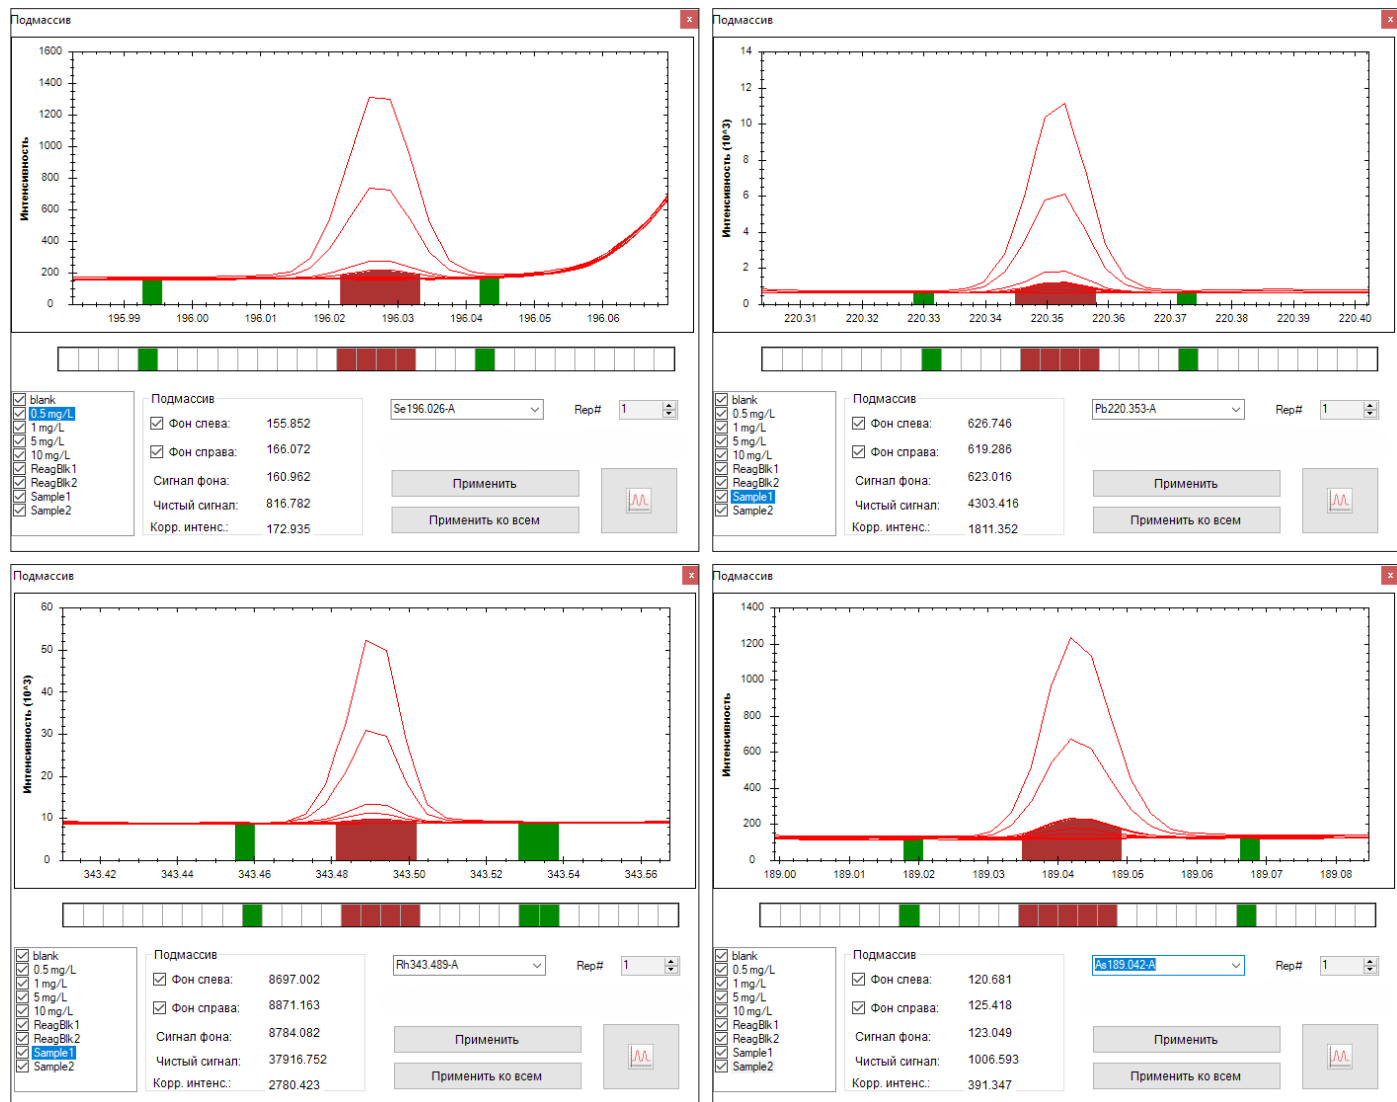 Подмассив
x
Интенсивность
1600
1400
1200
1000
800
600
400
200
0
195.99 196.00 196.01 196.02 196.03 196.04 196.05 196.06
blank
0.5 mg/L
1 mg/L
5 mg/L
10 mg/L
ReagBlk1
ReagBlk2
Sample1
Sample2
Подмассив
Фон слева: 155.852
Фон справа: 166.072
Сигнал фона: 160.962
Чистый сигнал: 816.782
Корр. интенс.: 172.935
Se196.026-A
Rep# 1
Применить
Применить ко всем
Подмассив
x
Интенсивность (10^3)
14
12
10
8
6
4
2
0
220.31 220.33 220.34 220.35 220.36 220.37 220.38 220.39 220.40
blank
0.5 mg/L
1 mg/L
5 mg/L
10 mg/L
ReagBlk1
ReagBlk2
Sample1
Sample2
Подмассив
Фон слева: 626.746
Фон справа: 619.286
Сигнал фона: 623.016
Чистый сигнал: 4303.416
Корр. интенс.: 1811.352
Pb220.353-A
Rep# 1
Применить
Применить ко всем
Подмассив
x
Интенсивность (10^3)
60
50
40
30
20
10
0
343.42 343.44 343.46 343.48 343.50 343.52 343.54 343.56
blank
0.5 mg/L
1 mg/L
5 mg/L
10 mg/L
ReagBlk1
ReagBlk2
Sample1
Sample2
Подмассив
Фон слева: 8697.002
Фон справа: 8871.163
Сигнал фона: 8784.082
Чистый сигнал: 37916.752
Корр. интенс.: 2780.423
Rh343.489-A
Rep# 1
Применить
Применить ко всем
Подмассив
x
Интенсивность
1400
1200
1000
800
600
400
200
0
189.00 189.01 189.02 189.03 189.04 189.05 189.06 189.07 189.08
blank
0.5 mg/L
1 mg/L
5 mg/L
10 mg/L
ReagBlk1
ReagBlk2
Sample1
Sample2
Подмассив
Фон слева: 120.681
Фон справа: 125.418
Сигнал фона: 123.049
Чистый сигнал: 1006.593
Корр. интенс.: 391.347
As189.042-A
Rep# 1
Применить
Применить ко всем